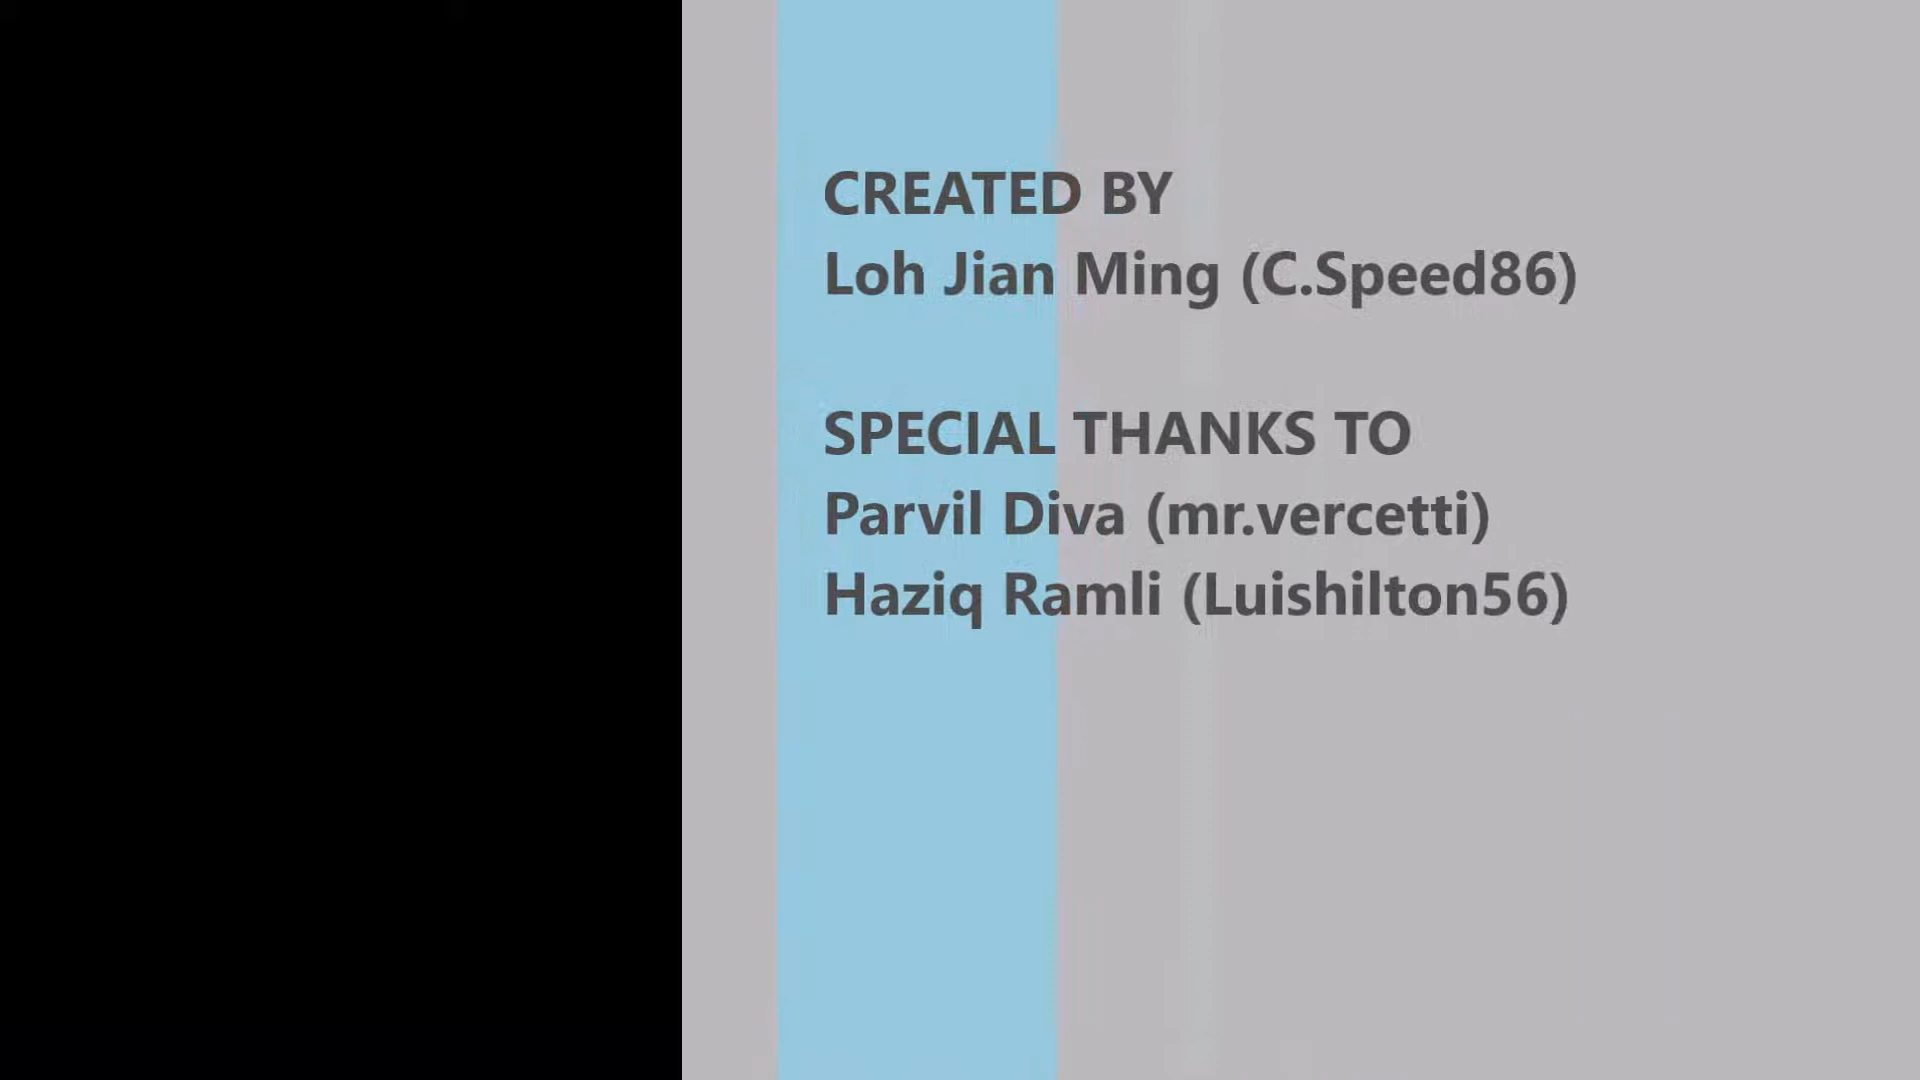 CREATED BY
Loh Jian Ming (C.Speed86)
SPECIAL THANKS TO
Parvil Diva (mr.vercetti)
Haziq Ramli (Luishilton56)